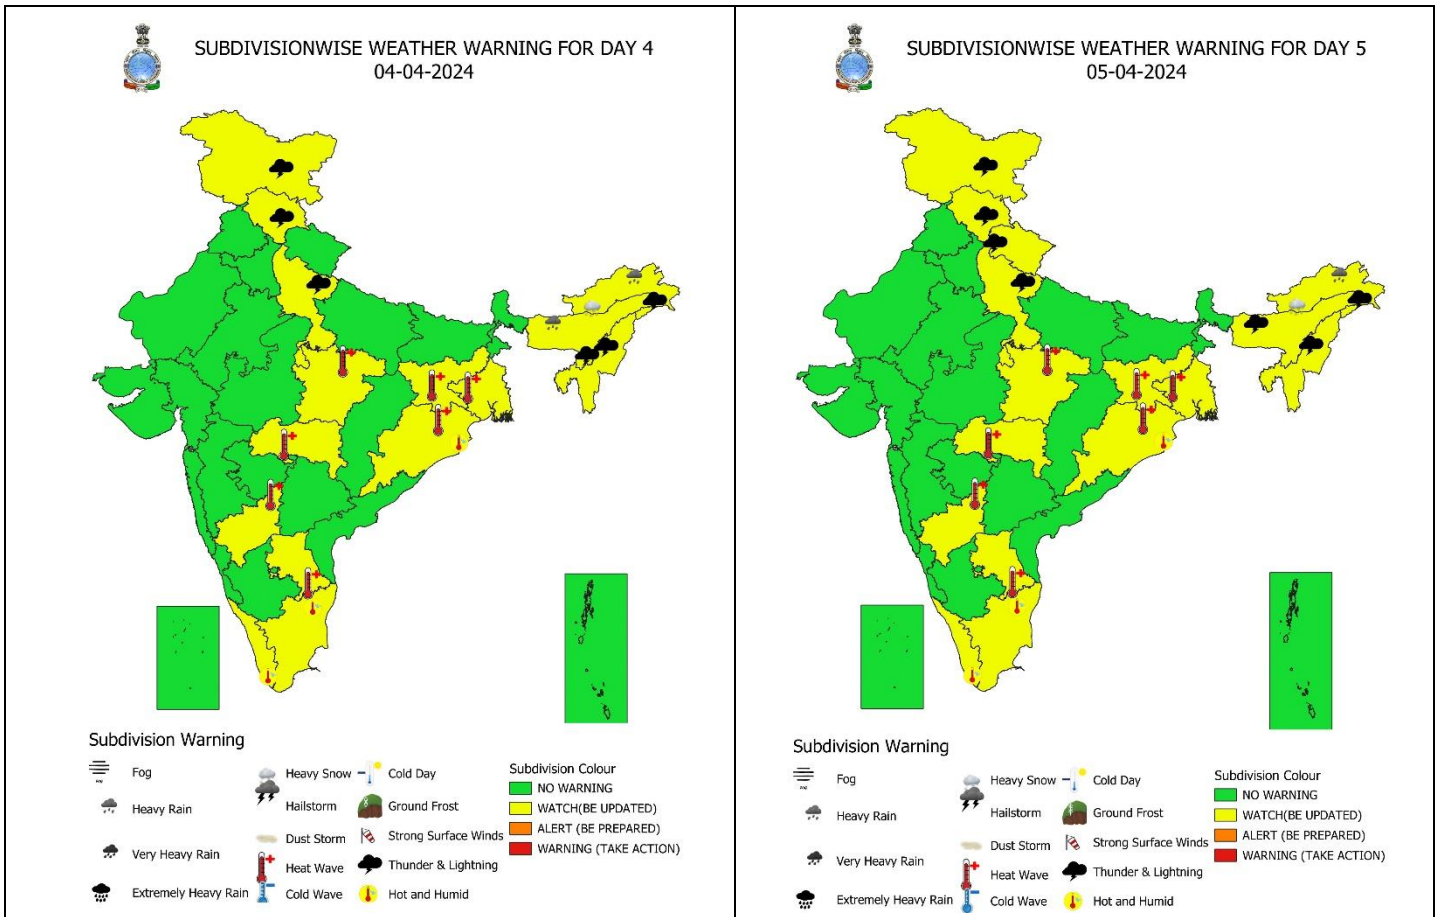 SUBDIVISIONWISE WEATHER WARNING FOR DAY 4
04-04-2024
Subdivision Warning
Fog
Heavy Rain
Very Heavy Rain
Extremely Heavy Rain
Heavy Snow
Hailstorm
Dust Storm
Heat Wave
Cold Wave
Cold Day
Ground Frost
Strong Surface Winds
Thunder & Lightning
Hot and Humid
Subdivision Colour
NO WARNING
WATCH(BE UPDATED)
ALERT (BE PREPARED)
WARNING (TAKE ACTION)
SUBDIVISIONWISE WEATHER WARNING FOR DAY 5
05-04-2024
Subdivision Warning
Fog
Heavy Rain
Very Heavy Rain
Extremely Heavy Rain
Heavy Snow
Hailstorm
Dust Storm
Heat Wave
Cold Wave
Cold Day
Ground Frost
Strong Surface Winds
Thunder & Lightning
Hot and Humid
Subdivision Colour
NO WARNING
WATCH(BE UPDATED)
ALERT (BE PREPARED)
WARNING (TAKE ACTION)